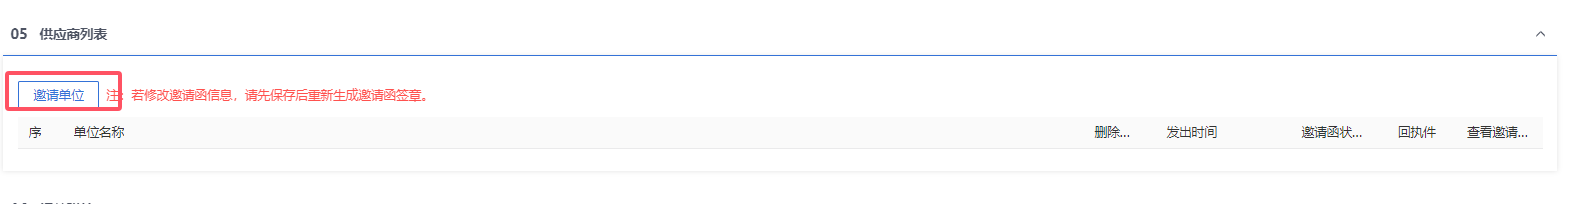 05 供应商列表
邀请单位 注：若修改邀请函信息，请先保存后重新生成邀请函签章。
序 单位名称 删除... 发出时间 邀请函状... 回执件 查看邀请...